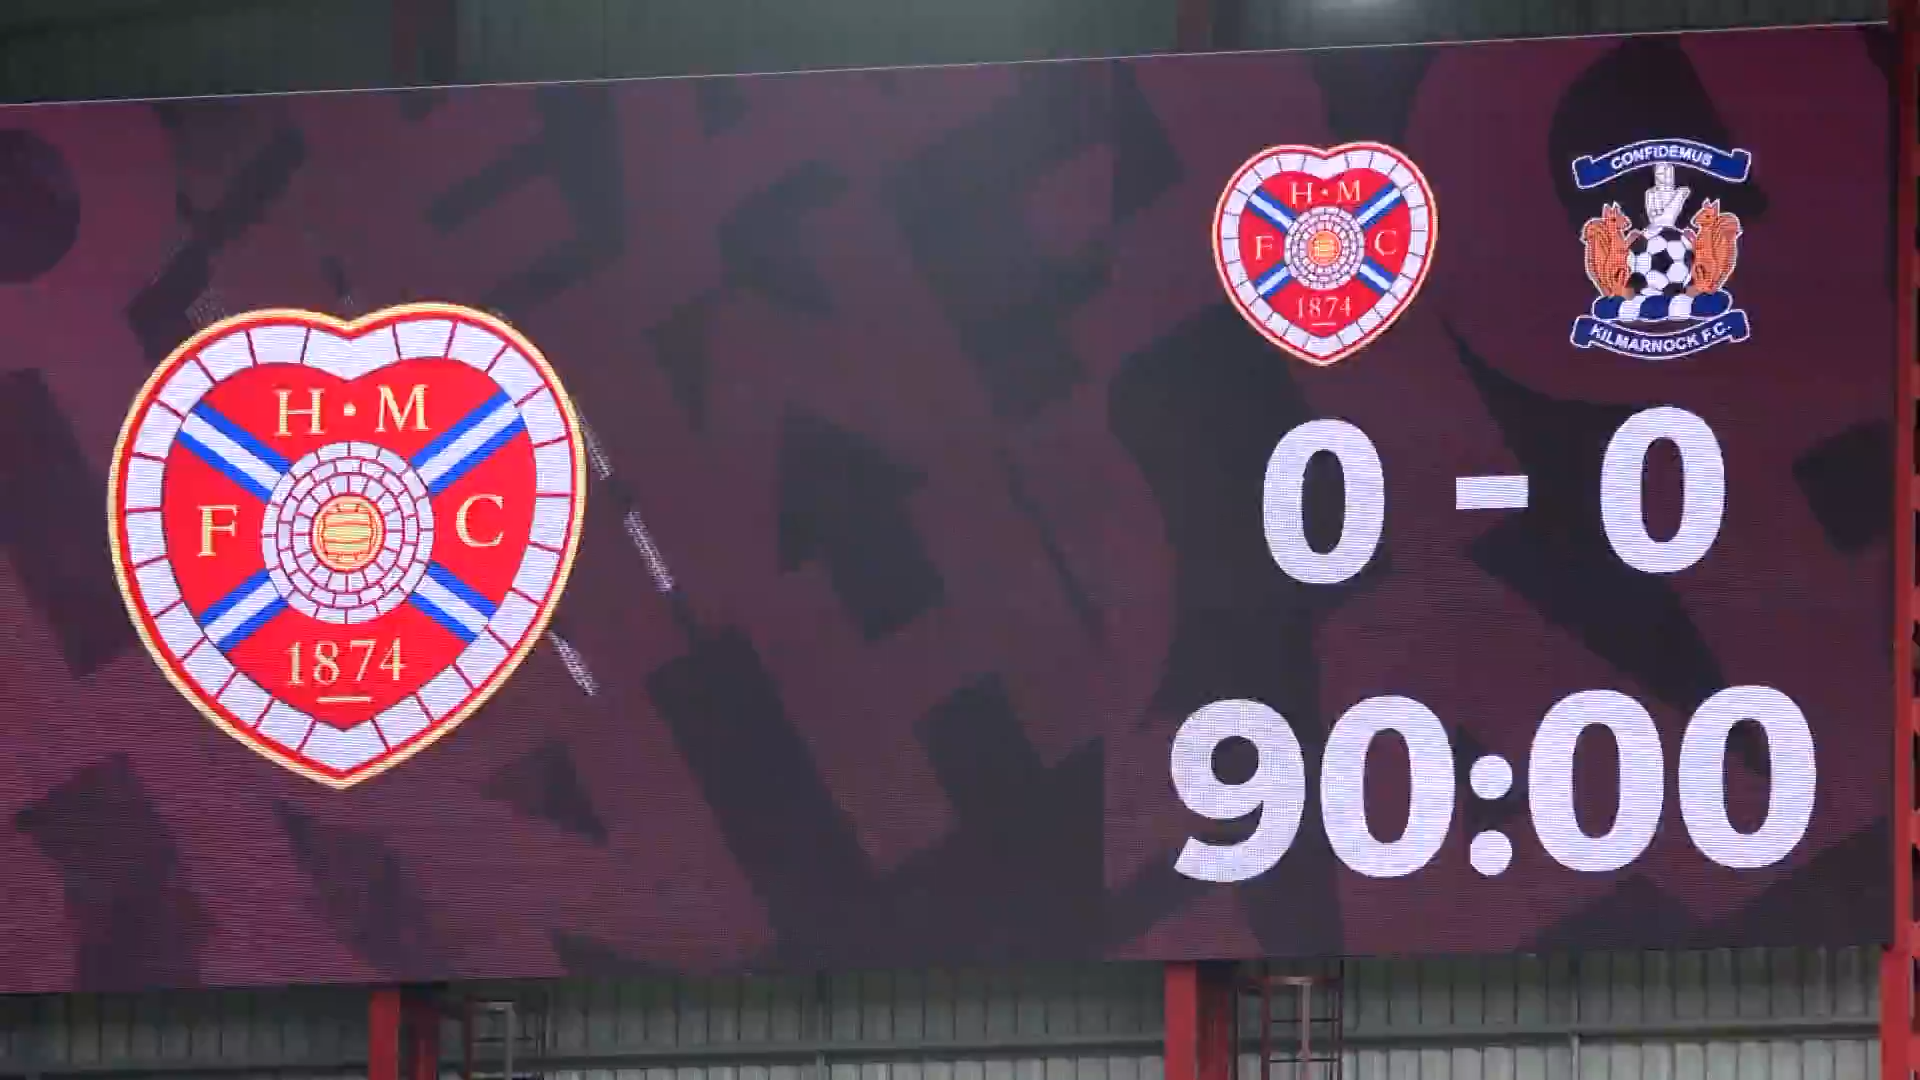 H · M
F C
1874
H · M
F C
1874
CONFIDEMUS
KILMARNOCK F.C.
0 - 0
90:00